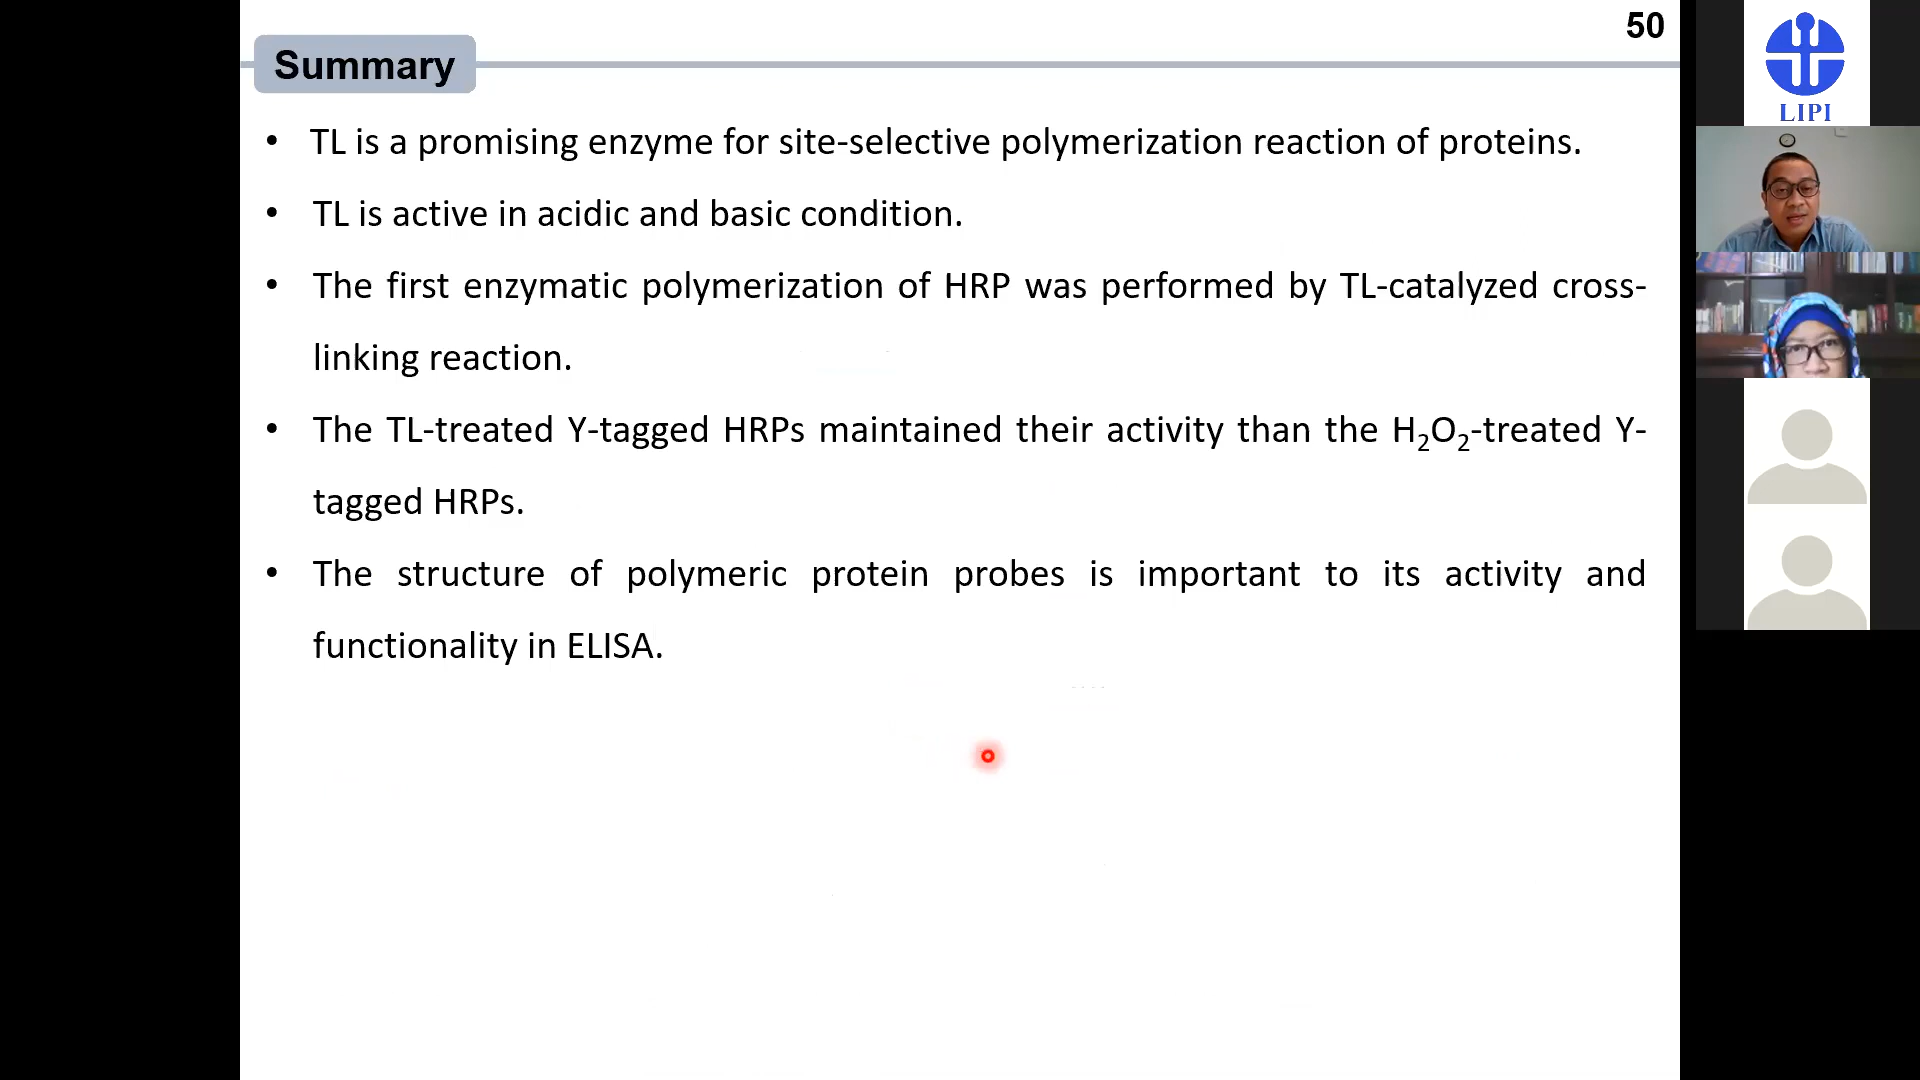 50
Summary
• TL is a promising enzyme for site-selective polymerization reaction of proteins.
• TL is active in acidic and basic condition.
• The first enzymatic polymerization of HRP was performed by TL-catalyzed cross-
linking reaction.
• The TL-treated Y-tagged HRPs maintained their activity than the H₂O₂-treated Y-
tagged HRPs.
• The structure of polymeric protein probes is important to its activity and
functionality in ELISA.
LIPI